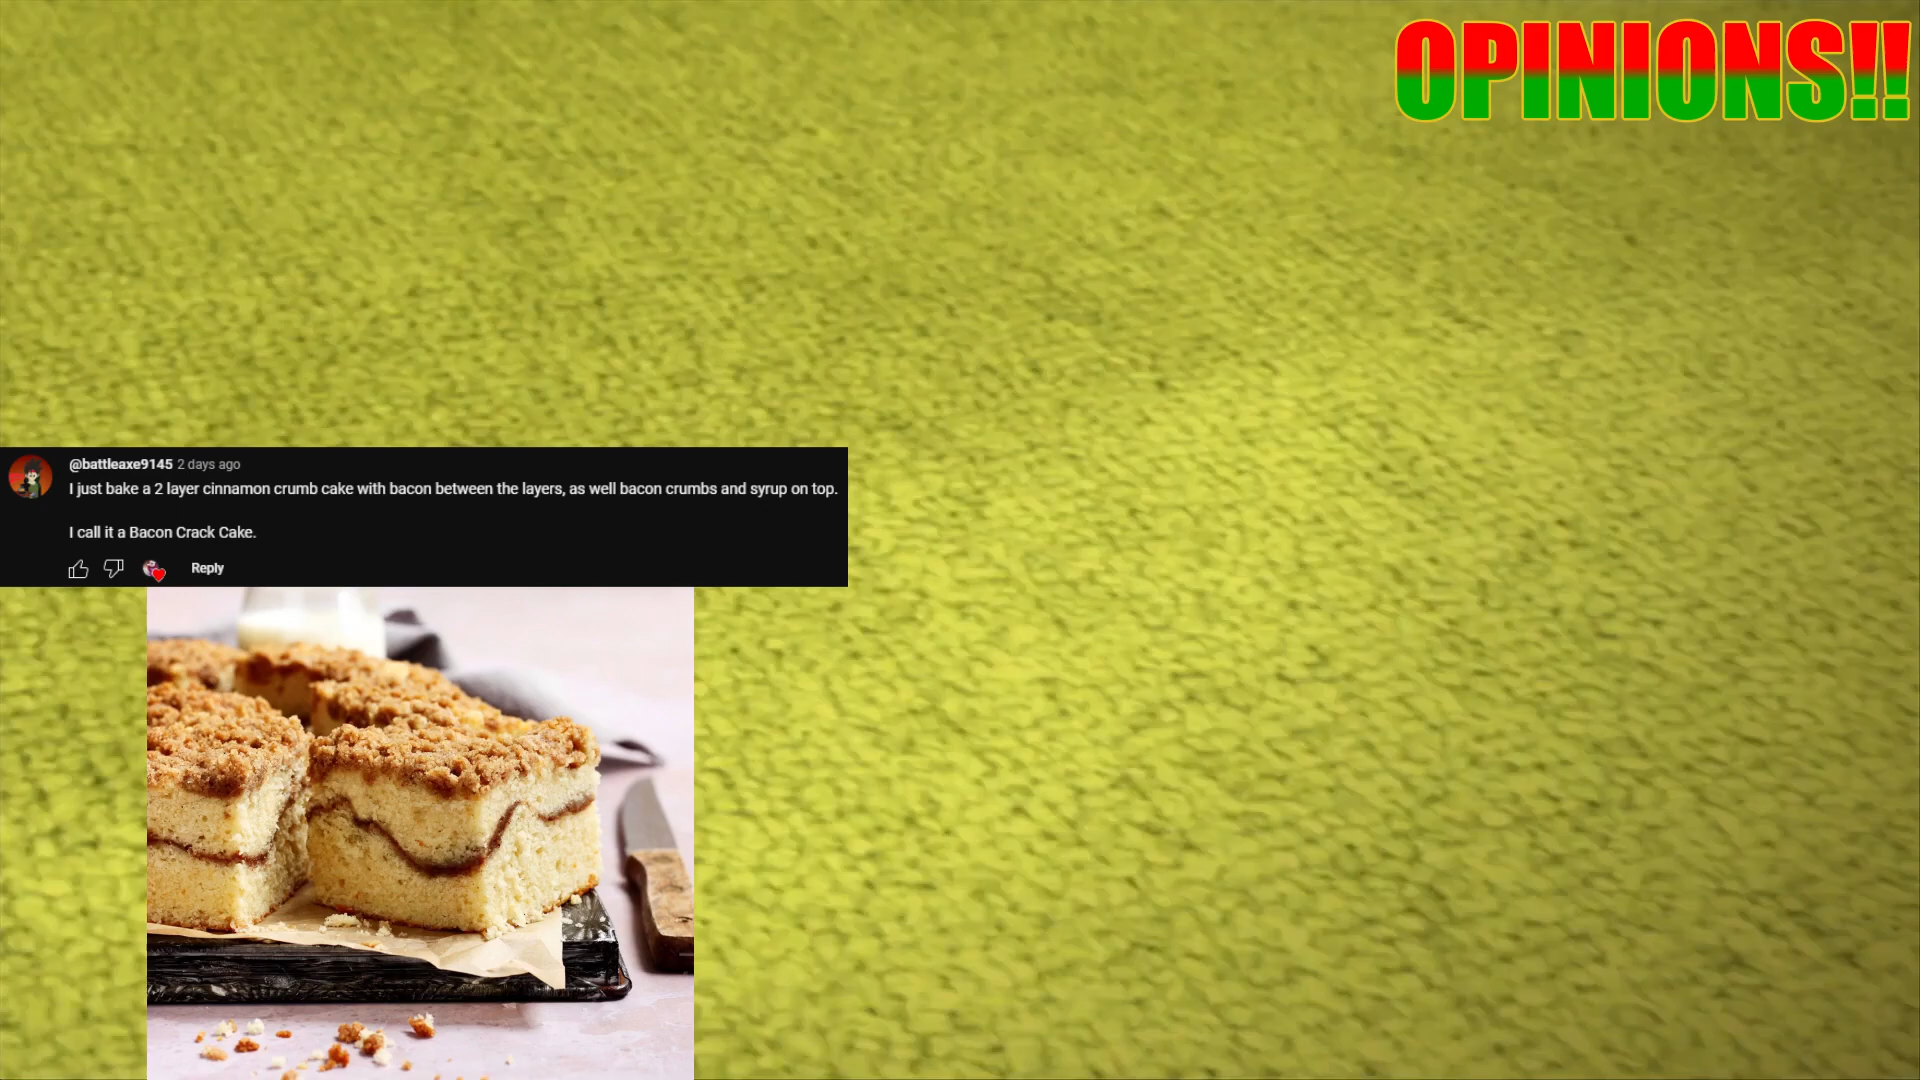 OPINIONS!!
@battleaxe9145 2 days ago
I just bake a 2 layer cinnamon crumb cake with bacon between the layers, as well bacon crumbs and syrup on top.
I call it a Bacon Crack Cake.
Reply